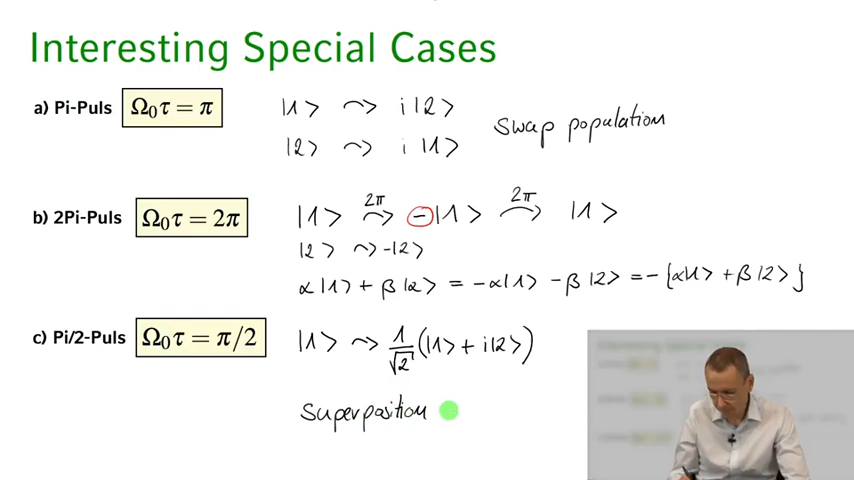 Interesting Special Cases
a) Pi-Puls Ω₀τ = π |1> ⤳ i|2>
|2> ⤳ i|1> swap population
b) 2Pi-Puls Ω₀τ = 2π |1> ⤳2π −|1> ⤳2π |1>
|2> ⤳ −|2>
α|1> + β|2> = −α|1> − β|2> = −{α|1> + β|2>}
c) Pi/2-Puls Ω₀τ = π/2 |1> ⤳ 1/√2 (|1> + i|2>)
superposition